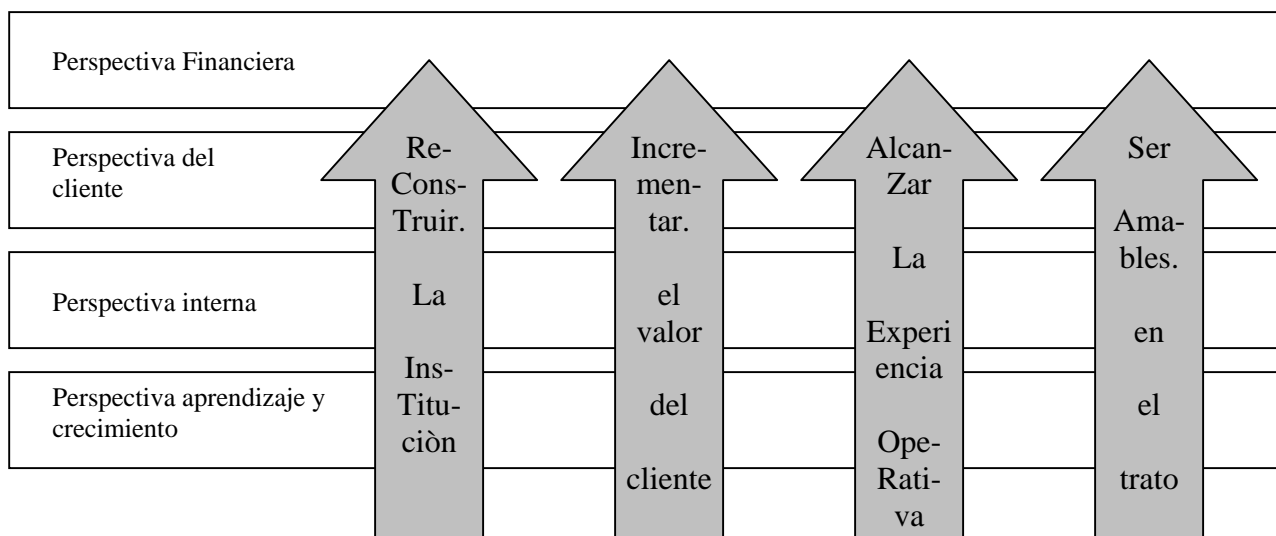 Perspectiva Financiera
Perspectiva del
cliente
Perspectiva interna
Perspectiva aprendizaje y
crecimiento
Re-
Cons-
Truir.
La
Ins-
Titu-
ciòn
Incre-
men-
tar.
el
valor
del
cliente
Alcan-
Zar
La
Experi
encia
Ope-
Rati-
va
Ser
Ama-
bles.
en
el
trato